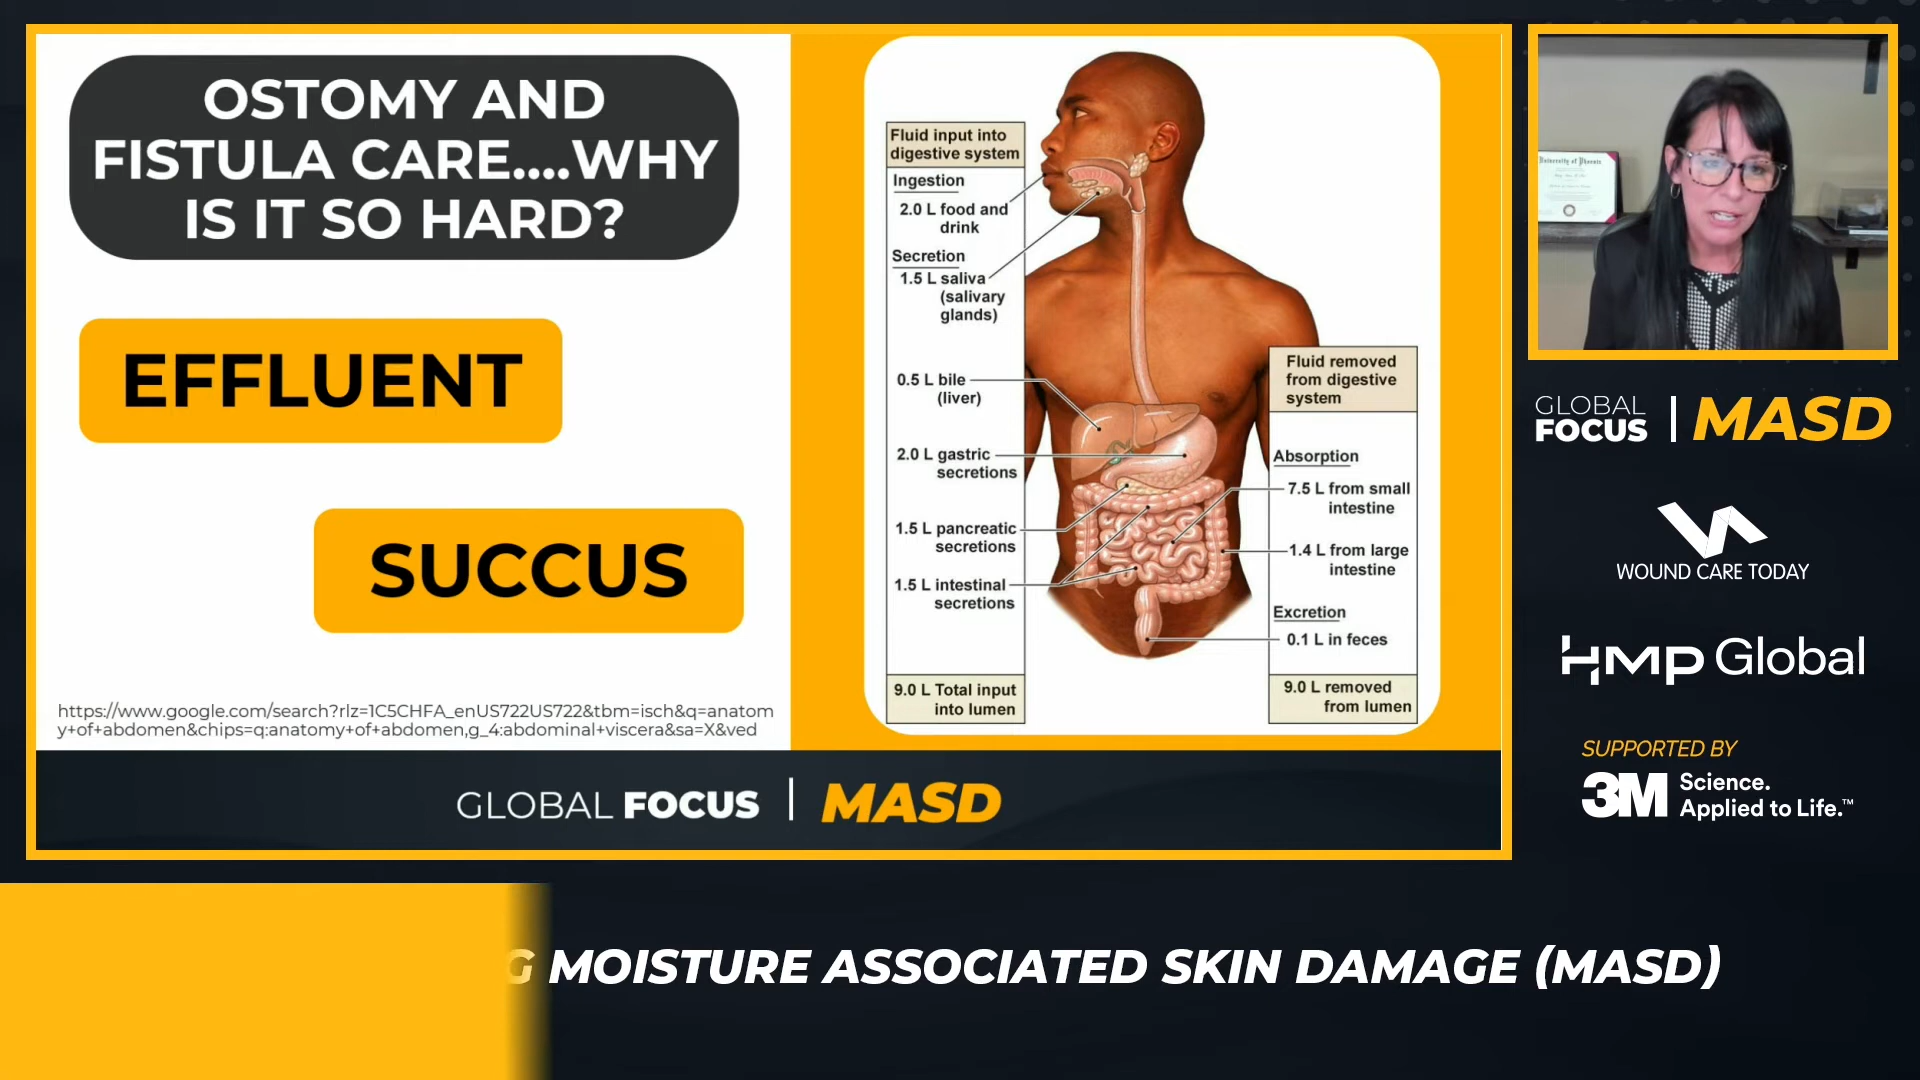 OSTOMY AND
FISTULA CARE....WHY
IS IT SO HARD?
EFFLUENT
SUCCUS
https://www.google.com/search?rlz=1C5CHFA_enUS722US722&tbm=isch&q=anatom
y+of+abdomen&chips=q:anatomy+of+abdomen,g_4:abdominal+viscera&sa=X&ved
Fluid input into
digestive system
Ingestion
2.0 L food and
drink
Secretion
1.5 L saliva
(salivary
glands)
0.5 L bile
(liver)
2.0 L gastric
secretions
1.5 L pancreatic
secretions
1.5 L intestinal
secretions
9.0 L Total input
into lumen
Fluid removed
from digestive
system
Absorption
7.5 L from small
intestine
1.4 L from large
intestine
Excretion
0.1 L in feces
9.0 L removed
from lumen
GLOBAL FOCUS | MASD
University of Phoenix
GLOBAL
FOCUS | MASD
WOUND CARE TODAY
HMP Global
SUPPORTED BY
3M Science.
Applied to Life.™
G MOISTURE ASSOCIATED SKIN DAMAGE (MASD)